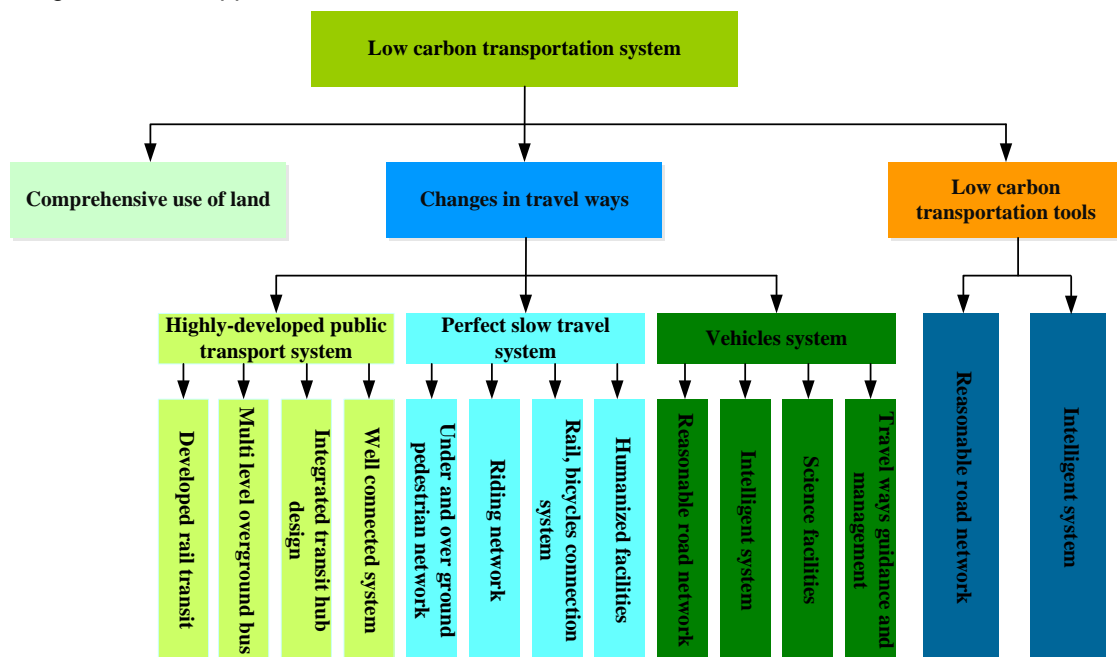 Low carbon transportation system
Comprehensive use of land
Changes in travel ways
Low carbon
transportation tools
Highly-developed public
transport system
Perfect slow travel
system
Vehicles system
Developed rail transit
Multi level overground bus
Integrated transit hub
design
Well connected system
Under and over ground
pedestrian network
Riding network
Rail, bicycles connection
system
Humanized facilities
Reasonable road network
Intelligent system
Science facilities
Travel ways guidance and
management
Reasonable road network
Intelligent system